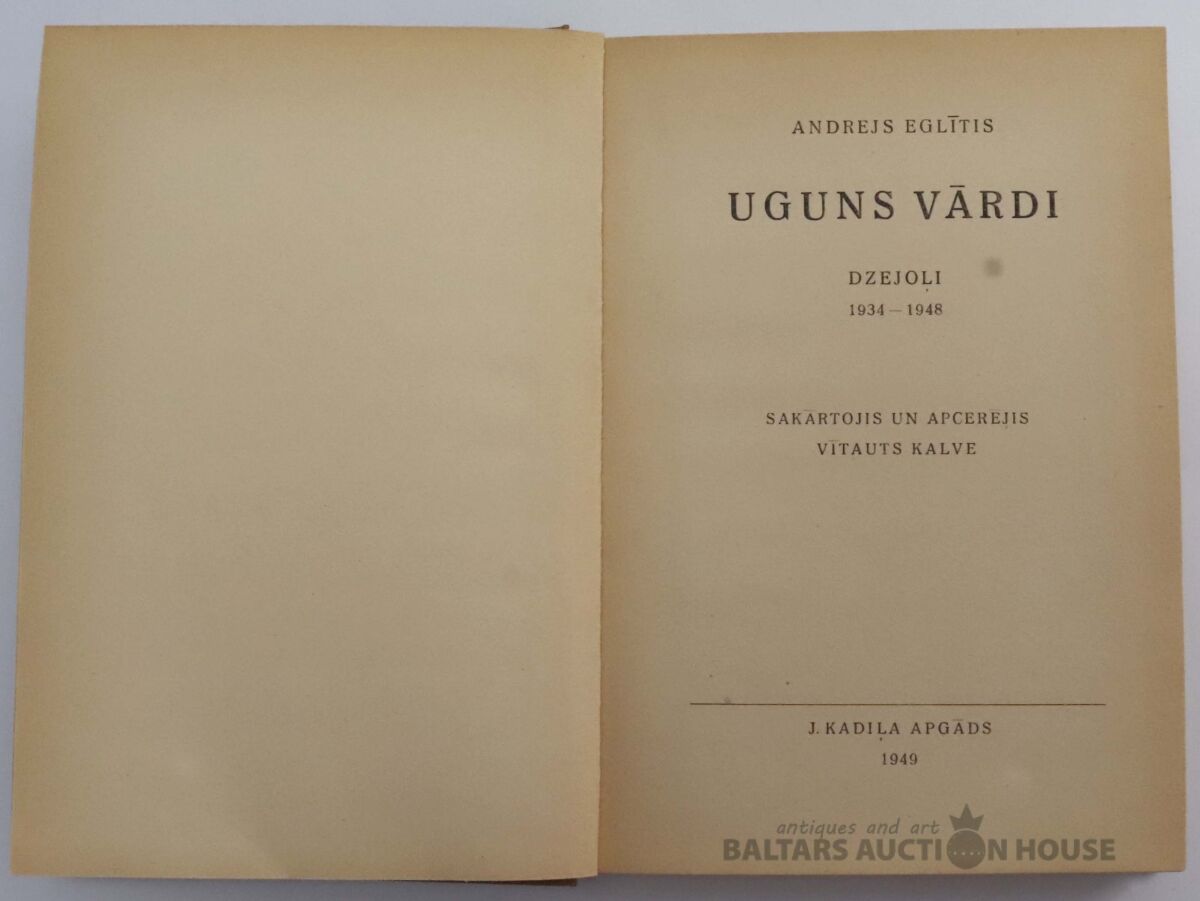 ANDREJS EGLĪTIS
UGUNS VĀRDI
DZEJOĻI
1934 — 1948
SAKĀRTOJIS UN APCERĒJIS
VĪTAUTS KALVE
J. KADIĻA APGĀDS
1949
antiques and art
BALTARS AUCTION HOUSE